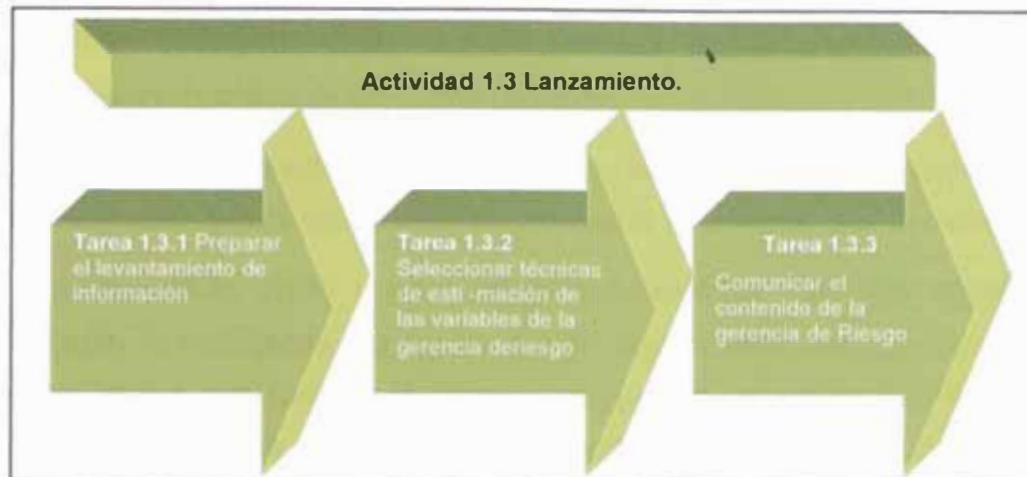 Actividad 1.3 Lanzamiento.
Tarea 1.3.1 Preparar
el levantamiento de
información
Tarea 1.3.2
Seleccionar técnicas
de esti -mación de
las variables de la
gerencia deriesgo
Tarea 1.3.3
Comunicar el
contenido de la
gerencia de Riesgo